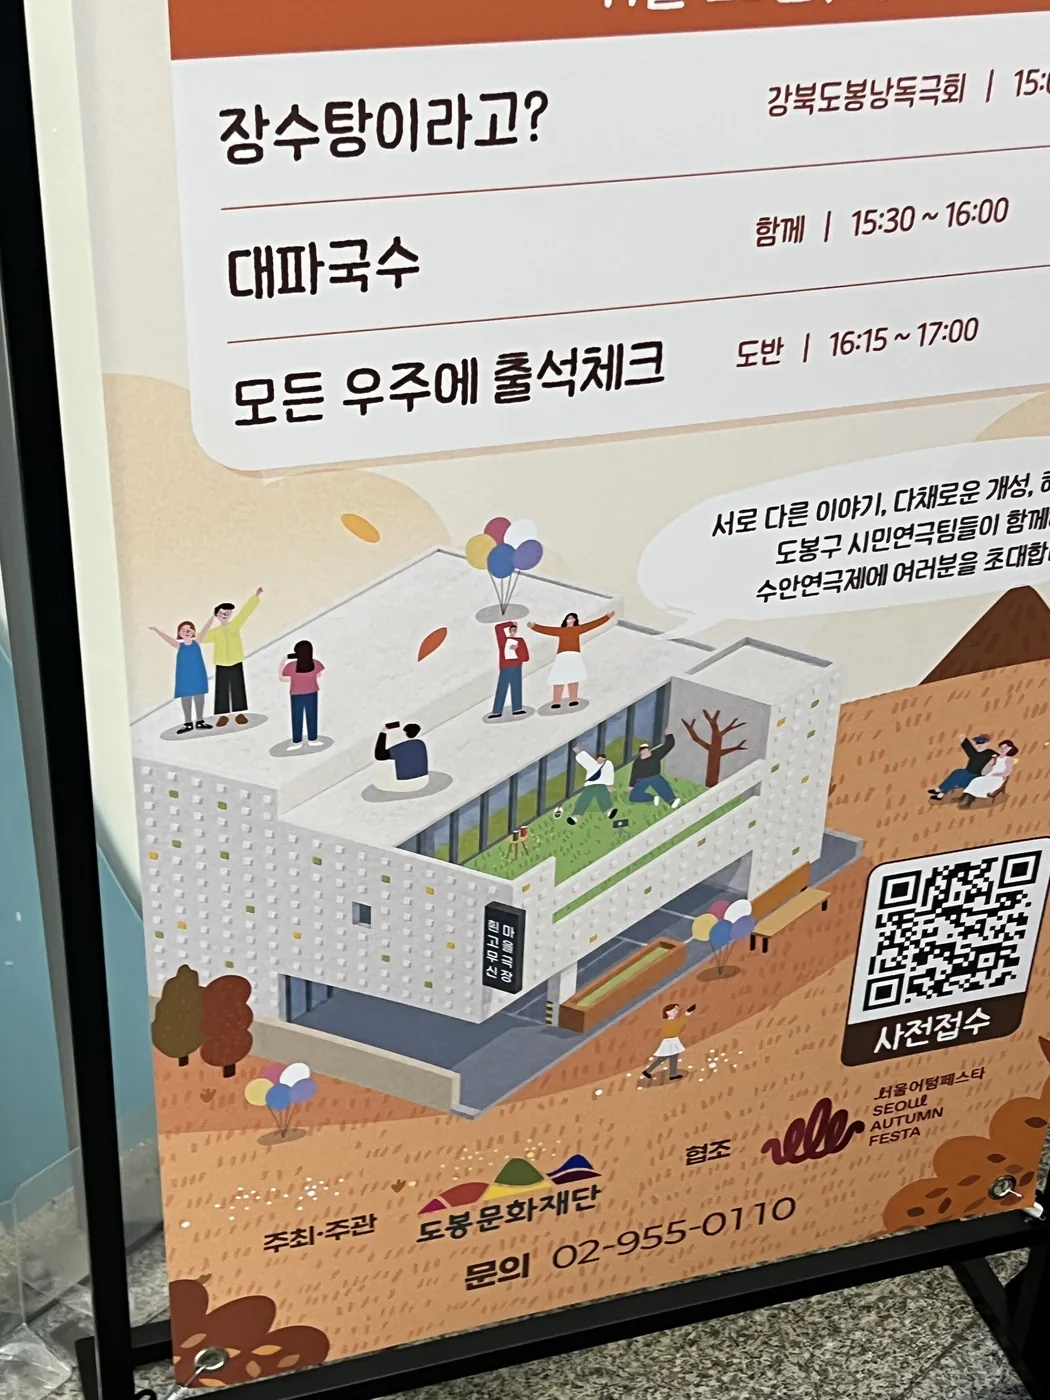 장수탕이라고?
강북도봉낭독극회 | 15:
대파국수
함께 | 15:30 ~ 16:00
모든 우주에 출석체크
도반 | 16:15 ~ 17:00
서로 다른 이야기, 다채로운 개성,
도봉구 시민연극팀들이 함께
수안연극제에 여러분을 초대합
마을극장
흰고무신
사전접수
주최·주관 도봉문화재단
협조
서울어텀페스타
SEOUL
AUTUMN
FESTA
문의 02-955-0110